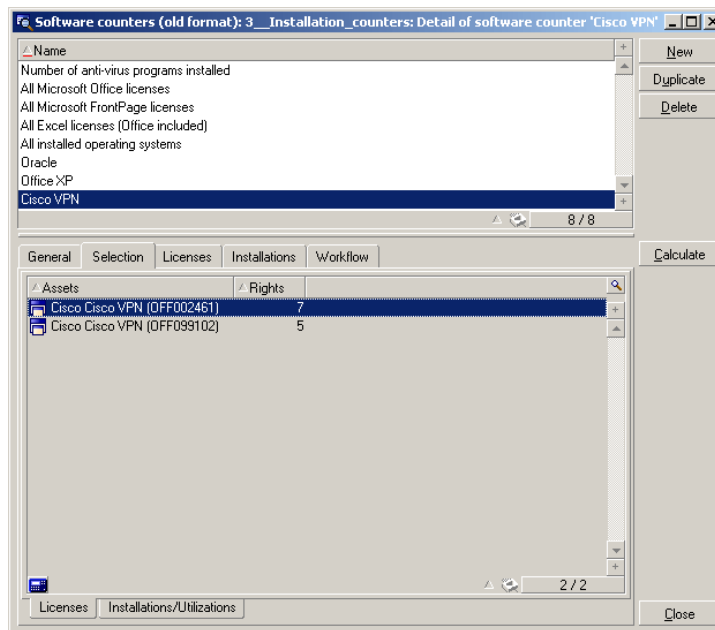 Software counters (old format): 3__Installation_counters: Detail of software counter 'Cisco VPN'
Name
New
Number of anti-virus programs installed
All Microsoft Office licenses
Duplicate
All Microsoft FrontPage licenses
Delete
All Excel licenses (Office included)
All installed operating systems
Oracle
Office XP
Cisco VPN
8 / 8
General Selection Licenses Installations Workflow
Calculate
Assets Rights
Cisco Cisco VPN (OFF002461) 7
Cisco Cisco VPN (OFF099102) 5
2 / 2
Licenses Installations/Utilizations
Close